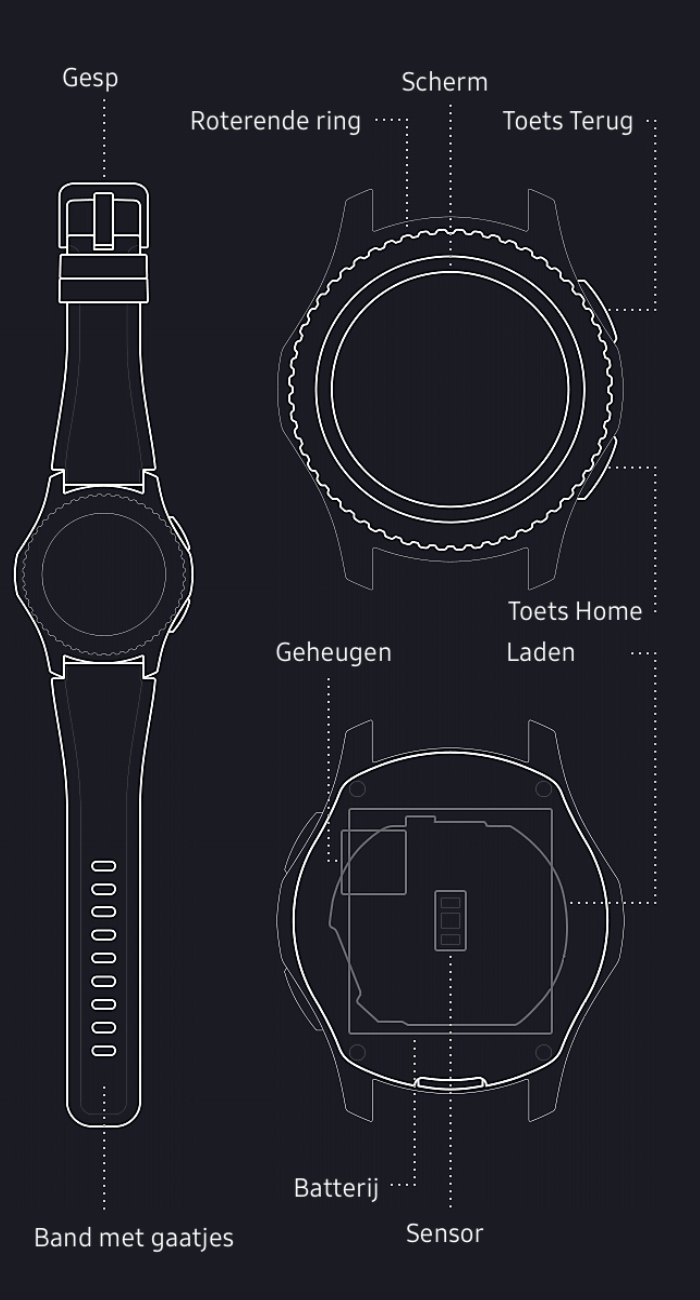 Gesp
Scherm
Roterende ring
Toets Terug
Toets Home
Geheugen
Laden
Batterij
Sensor
Band met gaatjes